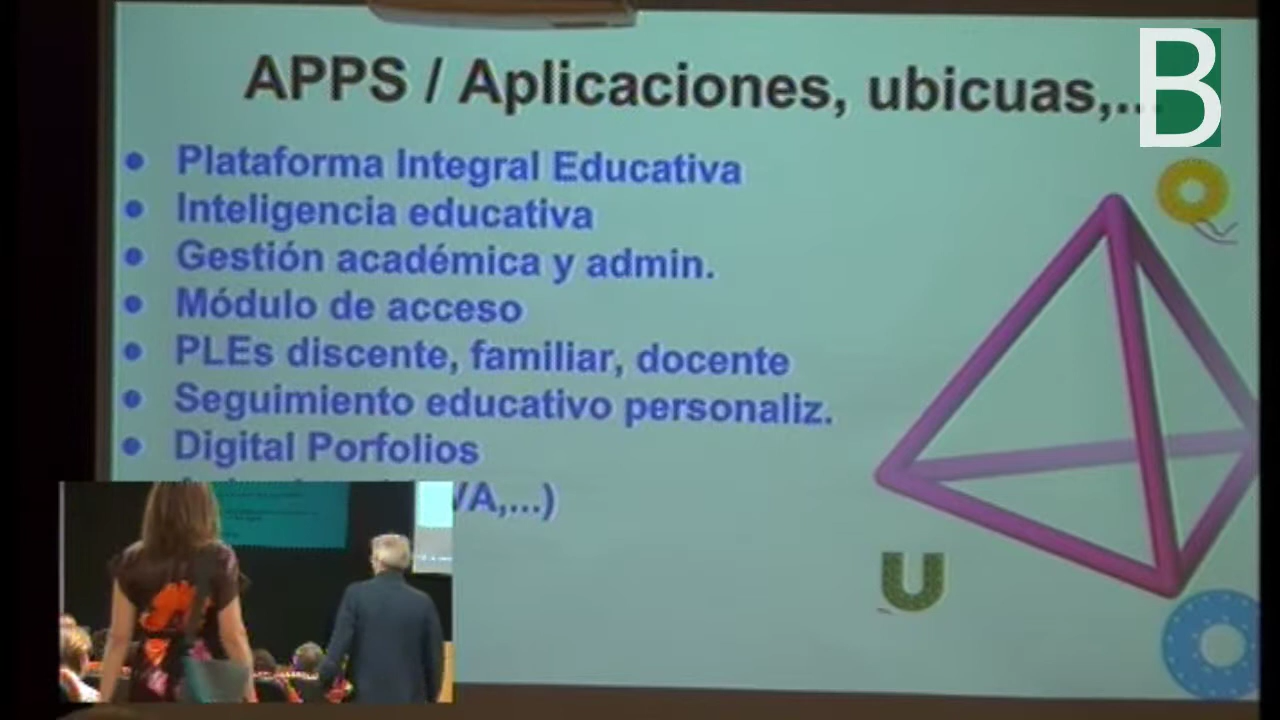 APPS / Aplicaciones, ubicuas,...
B
Plataforma Integral Educativa
Inteligencia educativa
Gestión académica y admin.
Módulo de acceso
PLEs discente, familiar, docente
Seguimiento educativo personaliz.
Digital Porfolios
VA,...)
U